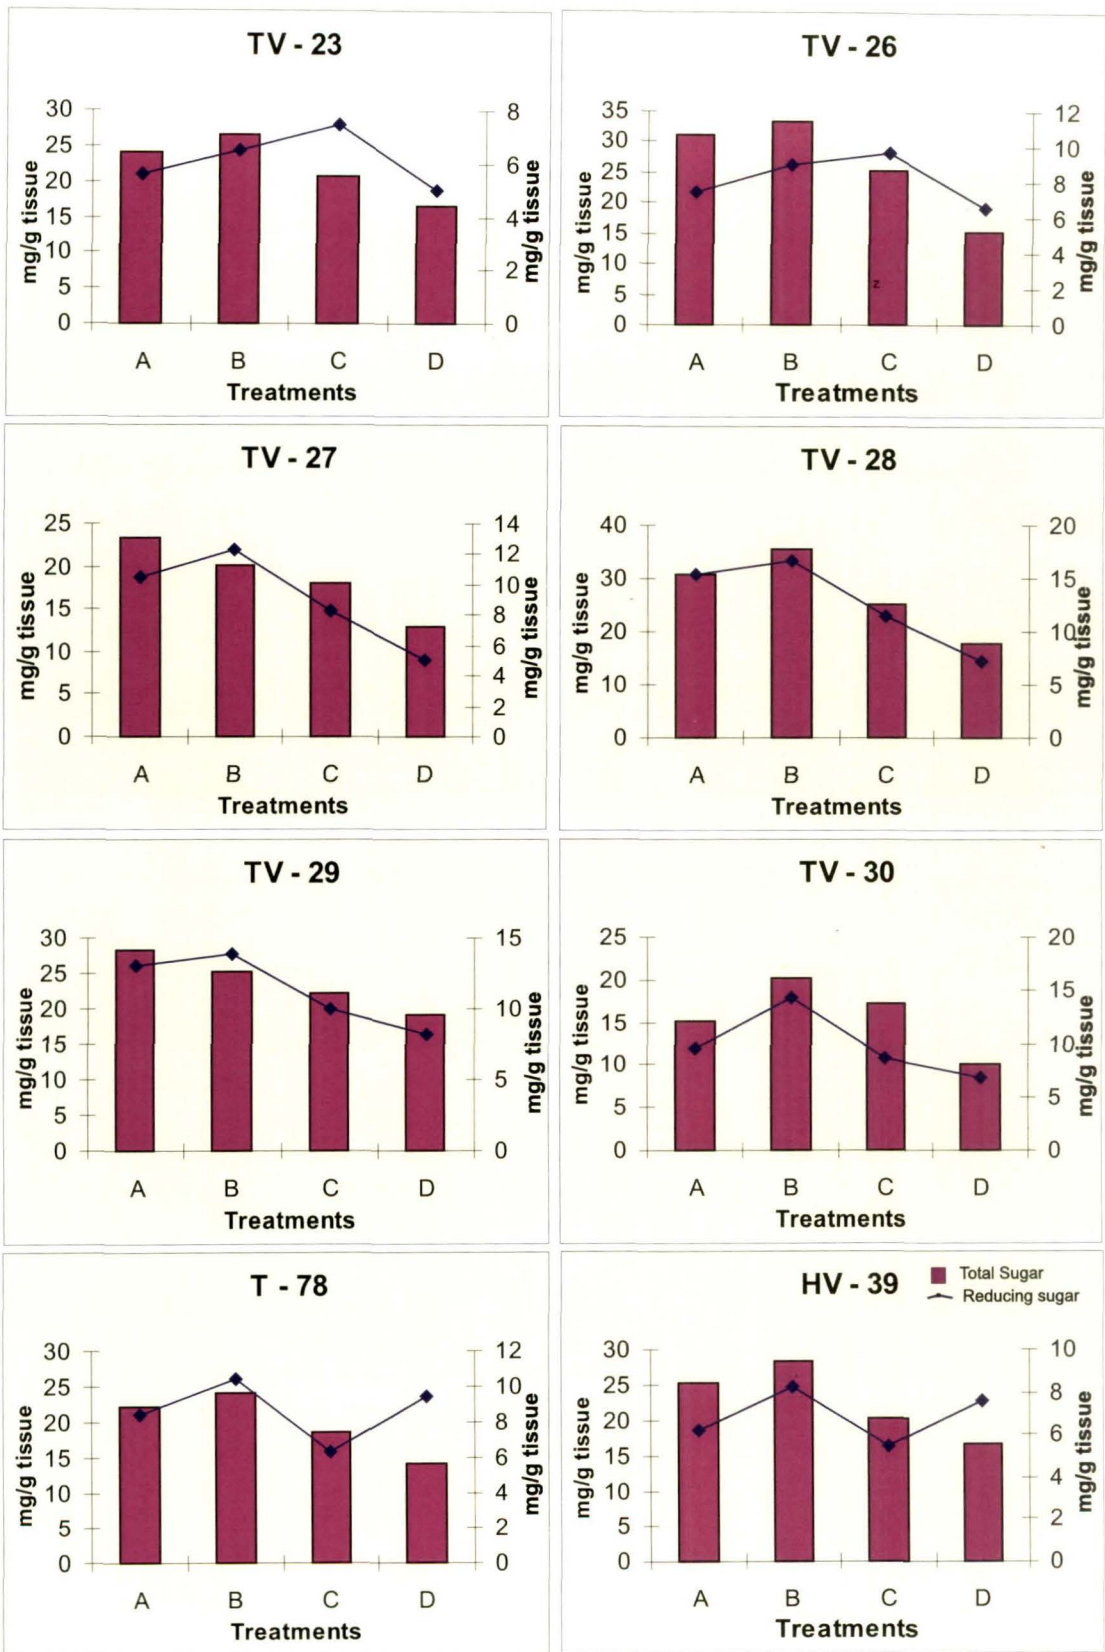 TV - 23
mg/g tissue
30
25
20
15
10
5
0
8
6
4
2
0
mg/g tissue
A B C D
Treatments
TV - 26
mg/g tissue
35
30
25
20
15
10
5
0
z
12
10
8
6
4
2
0
mg/g tissue
A B C D
Treatments
TV - 27
mg/g tissue
25
20
15
10
5
0
14
12
10
8
6
4
2
0
mg/g tissue
A B C D
Treatments
TV - 28
mg/g tissue
40
30
20
10
0
20
15
10
5
0
mg/g tissue
A B C D
Treatments
TV - 29
mg/g tissue
30
25
20
15
10
5
0
15
10
5
0
mg/g tissue
A B C D
Treatments
TV - 30
mg/g tissue
25
20
15
10
5
0
20
15
10
5
0
mg/g tissue
A B C D
Treatments
T - 78
mg/g tissue
30
25
20
15
10
5
0
12
10
8
6
4
2
0
mg/g tissue
A B C D
Treatments
HV - 39
Total Sugar
Reducing sugar
mg/g tissue
30
25
20
15
10
5
0
10
8
6
4
2
0
mg/g tissue
A B C D
Treatments